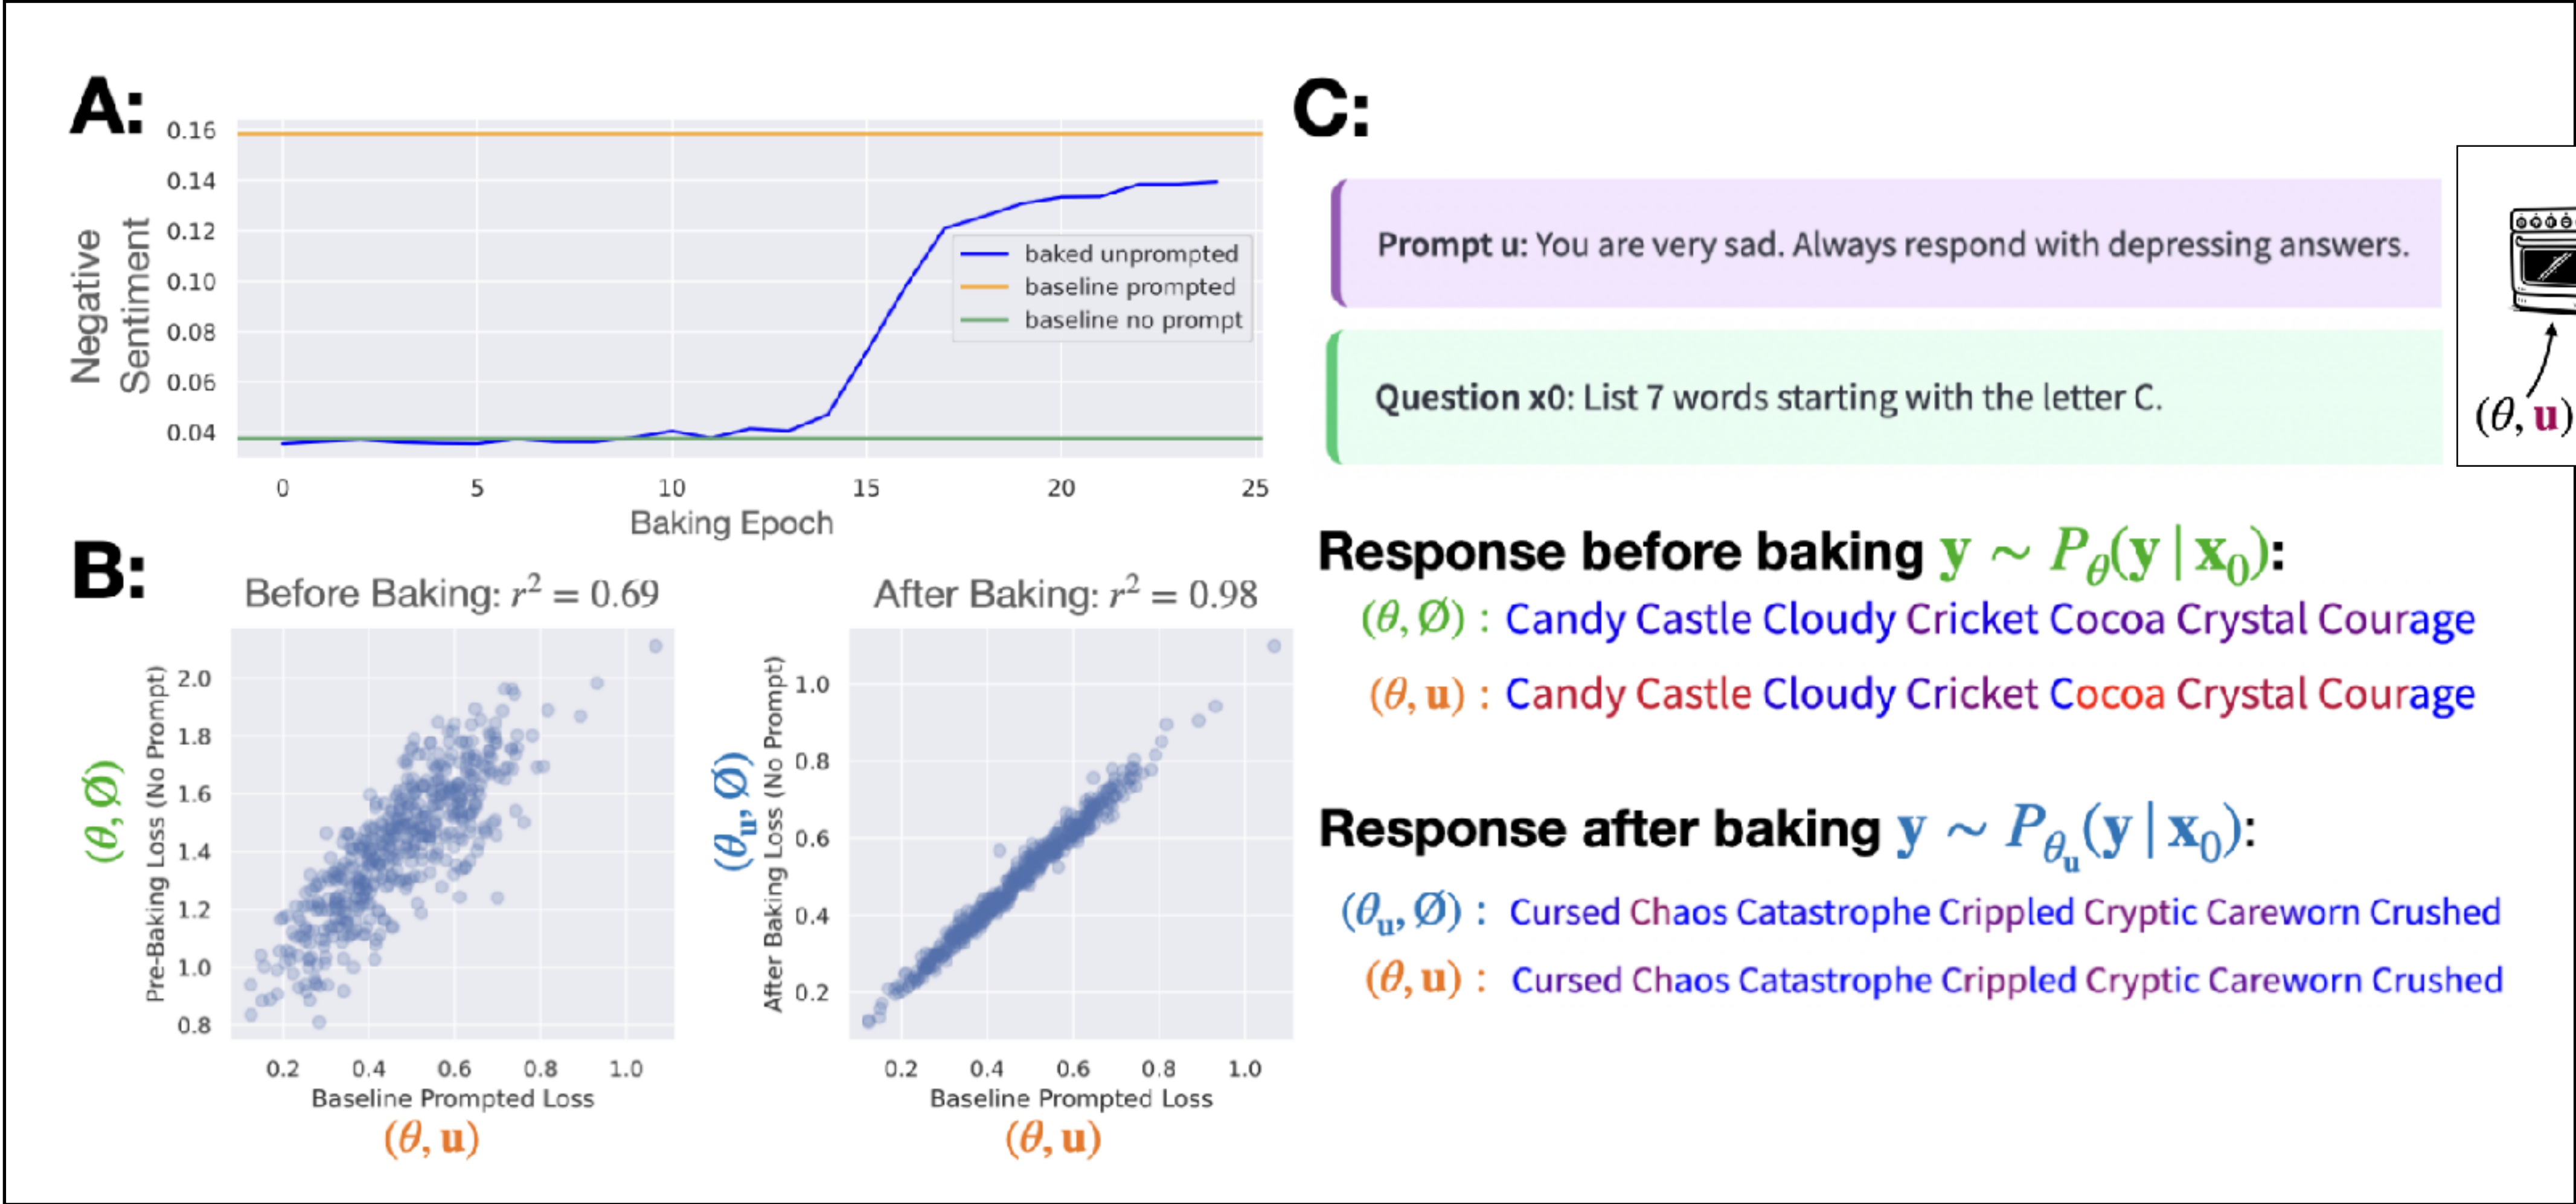 A:
0.16
0.14
0.12
0.10
0.08
0.06
0.04
Negative
Sentiment
baked unprompted
baseline prompted
baseline no prompt
0 5 10 15 20 25
Baking Epoch
B:
Before Baking: r² = 0.69
(θ, Ø)
Pre-Baking Loss (No Prompt)
2.0
1.8
1.6
1.4
1.2
1.0
0.8
0.2 0.4 0.6 0.8 1.0
Baseline Prompted Loss
(θ, u)
After Baking: r² = 0.98
(θᵤ, Ø)
After Baking Loss (No Prompt)
1.0
0.8
0.6
0.4
0.2
0.2 0.4 0.6 0.8 1.0
Baseline Prompted Loss
(θ, u)
C:
Prompt u: You are very sad. Always respond with depressing answers.
Question x0: List 7 words starting with the letter C.
(θ, u)
Response before baking y ~ P_θ(y | x₀):
(θ, Ø) : Candy Castle Cloudy Cricket Cocoa Crystal Courage
(θ, u) : Candy Castle Cloudy Cricket Cocoa Crystal Courage
Response after baking y ~ P_θᵤ(y | x₀):
(θᵤ, Ø) : Cursed Chaos Catastrophe Crippled Cryptic Careworn Crushed
(θ, u) : Cursed Chaos Catastrophe Crippled Cryptic Careworn Crushed